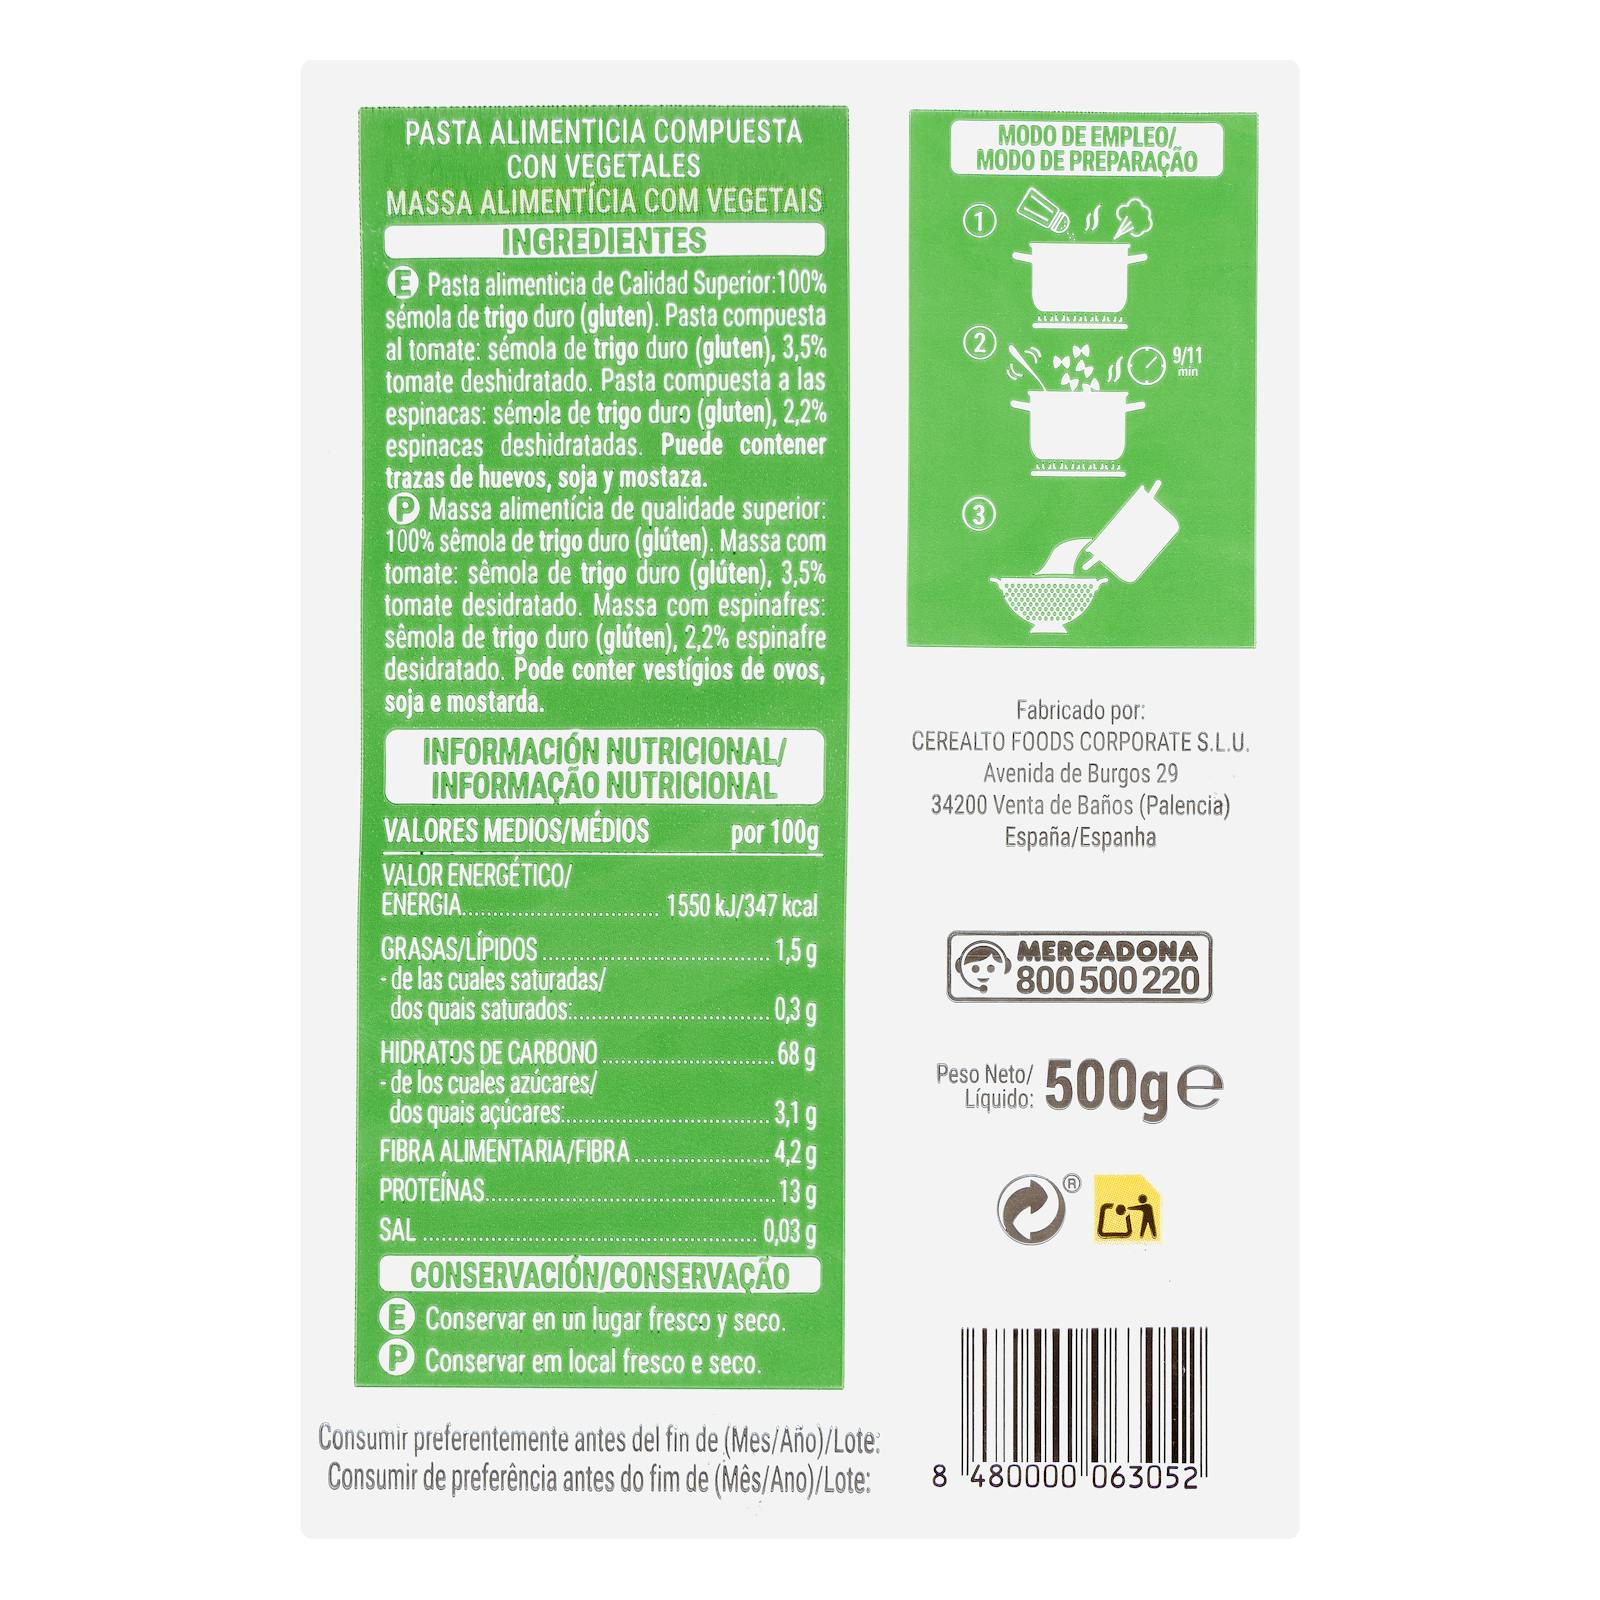 PASTA ALIMENTICIA COMPUESTA
CON VEGETALES
MASSA ALIMENTÍCIA COM VEGETAIS
INGREDIENTES
E Pasta alimenticia de Calidad Superior:100%
sémola de trigo duro (gluten). Pasta compuesta
al tomate: sémola de trigo duro (gluten), 3,5%
tomate deshidratado. Pasta compuesta a las
espinacas: sémola de trigo duro (gluten), 2,2%
espinacas deshidratadas. Puede contener
trazas de huevos, soja y mostaza.
P Massa alimentícia de qualidade superior:
100% sêmola de trigo duro (glúten). Massa com
tomate: sêmola de trigo duro (glúten), 3,5%
tomate desidratado. Massa com espinafres:
sêmola de trigo duro (glúten), 2,2% espinafre
desidratado. Pode conter vestígios de ovos,
soja e mostarda.
INFORMACIÓN NUTRICIONAL/
INFORMAÇÃO NUTRICIONAL
VALORES MEDIOS/MÉDIOS por 100g
VALOR ENERGÉTICO/
ENERGIA.............................. 1550 kJ/347 kcal
GRASAS/LÍPIDOS ................................... 1,5 g
- de las cuales saturadas/
dos quais saturados:............................... 0,3 g
HIDRATOS DE CARBONO .......................... 68 g
- de los cuales azúcares/
dos quais açúcares:................................ 3,1 g
FIBRA ALIMENTARIA/FIBRA ..................... 4,2 g
PROTEÍNAS............................................. 13 g
SAL .................................................... 0,03 g
CONSERVACIÓN/CONSERVAÇÃO
E Conservar en un lugar fresco y seco.
P Conservar em local fresco e seco.
Consumir preferentemente antes del fin de (Mes/Año)/Lote:
Consumir de preferência antes do fim de (Mês/Ano)/Lote:
MODO DE EMPLEO/
MODO DE PREPARAÇÃO
1
2
9/11
min
3
Fabricado por:
CEREALTO FOODS CORPORATE S.L.U.
Avenida de Burgos 29
34200 Venta de Baños (Palencia)
España/Espanha
MERCADONA
800 500 220
Peso Neto/
Líquido: 500g e
®
8 480000 063052